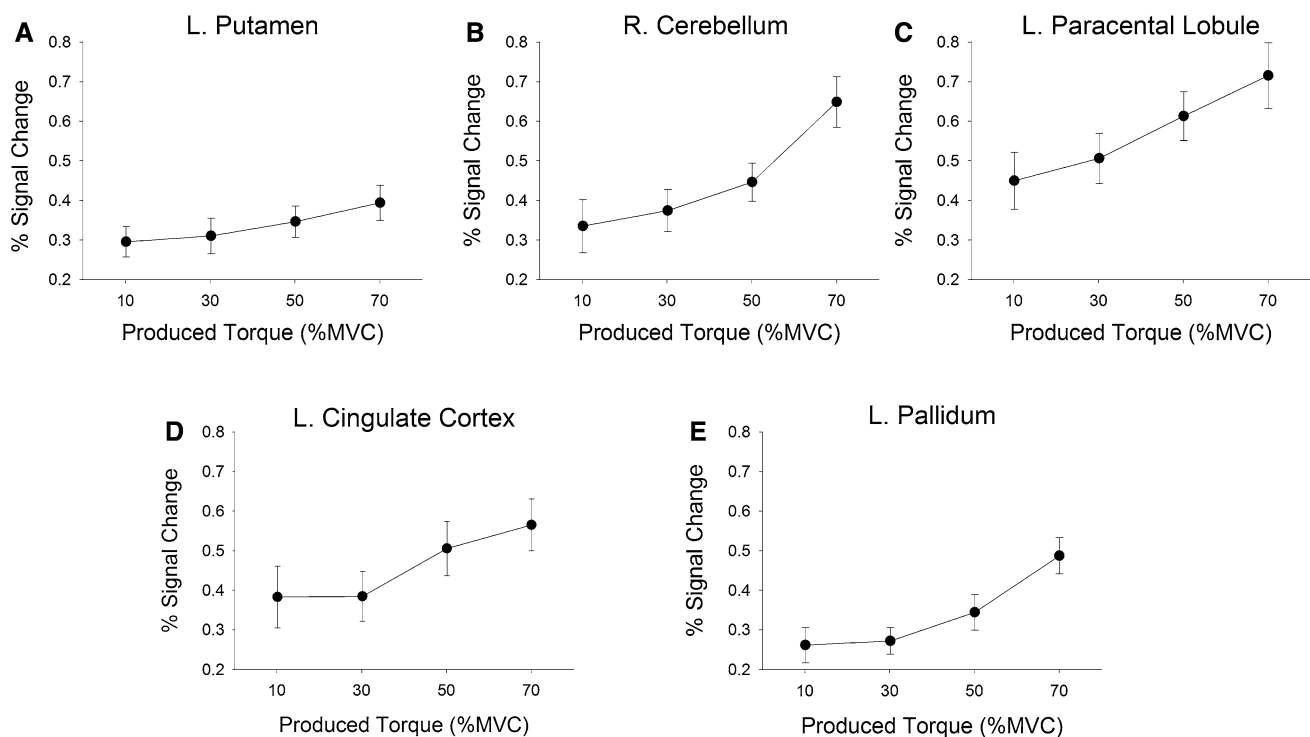 A
L. Putamen
% Signal Change
0.8
0.7
0.6
0.5
0.4
0.3
0.2
10 30 50 70
Produced Torque (%MVC)
B
R. Cerebellum
% Signal Change
0.8
0.7
0.6
0.5
0.4
0.3
0.2
10 30 50 70
Produced Torque (%MVC)
C
L. Paracental Lobule
% Signal Change
0.8
0.7
0.6
0.5
0.4
0.3
0.2
10 30 50 70
Produced Torque (%MVC)
D
L. Cingulate Cortex
% Signal Change
0.8
0.7
0.6
0.5
0.4
0.3
0.2
10 30 50 70
Produced Torque (%MVC)
E
L. Pallidum
% Signal Change
0.8
0.7
0.6
0.5
0.4
0.3
0.2
10 30 50 70
Produced Torque (%MVC)